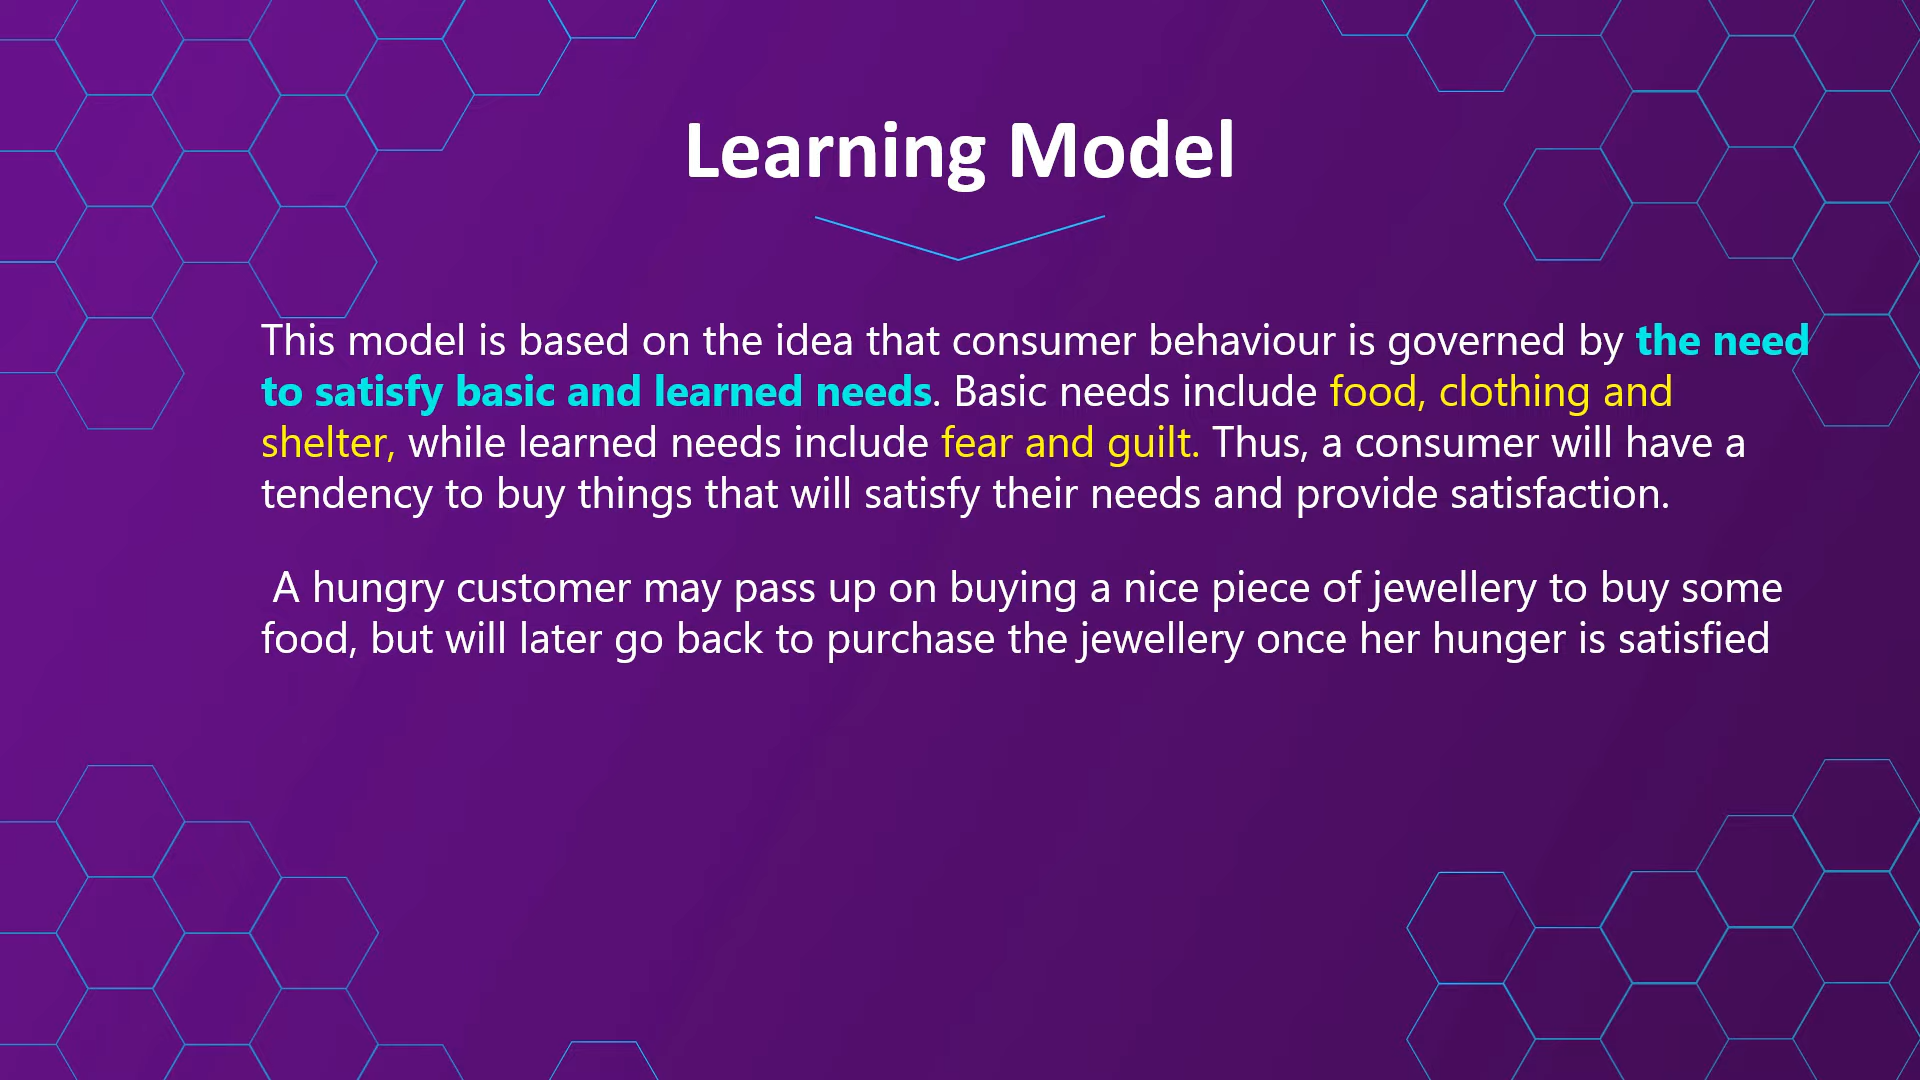 Learning Model
This model is based on the idea that consumer behaviour is governed by the need
to satisfy basic and learned needs. Basic needs include food, clothing and
shelter, while learned needs include fear and guilt. Thus, a consumer will have a
tendency to buy things that will satisfy their needs and provide satisfaction.
A hungry customer may pass up on buying a nice piece of jewellery to buy some
food, but will later go back to purchase the jewellery once her hunger is satisfied